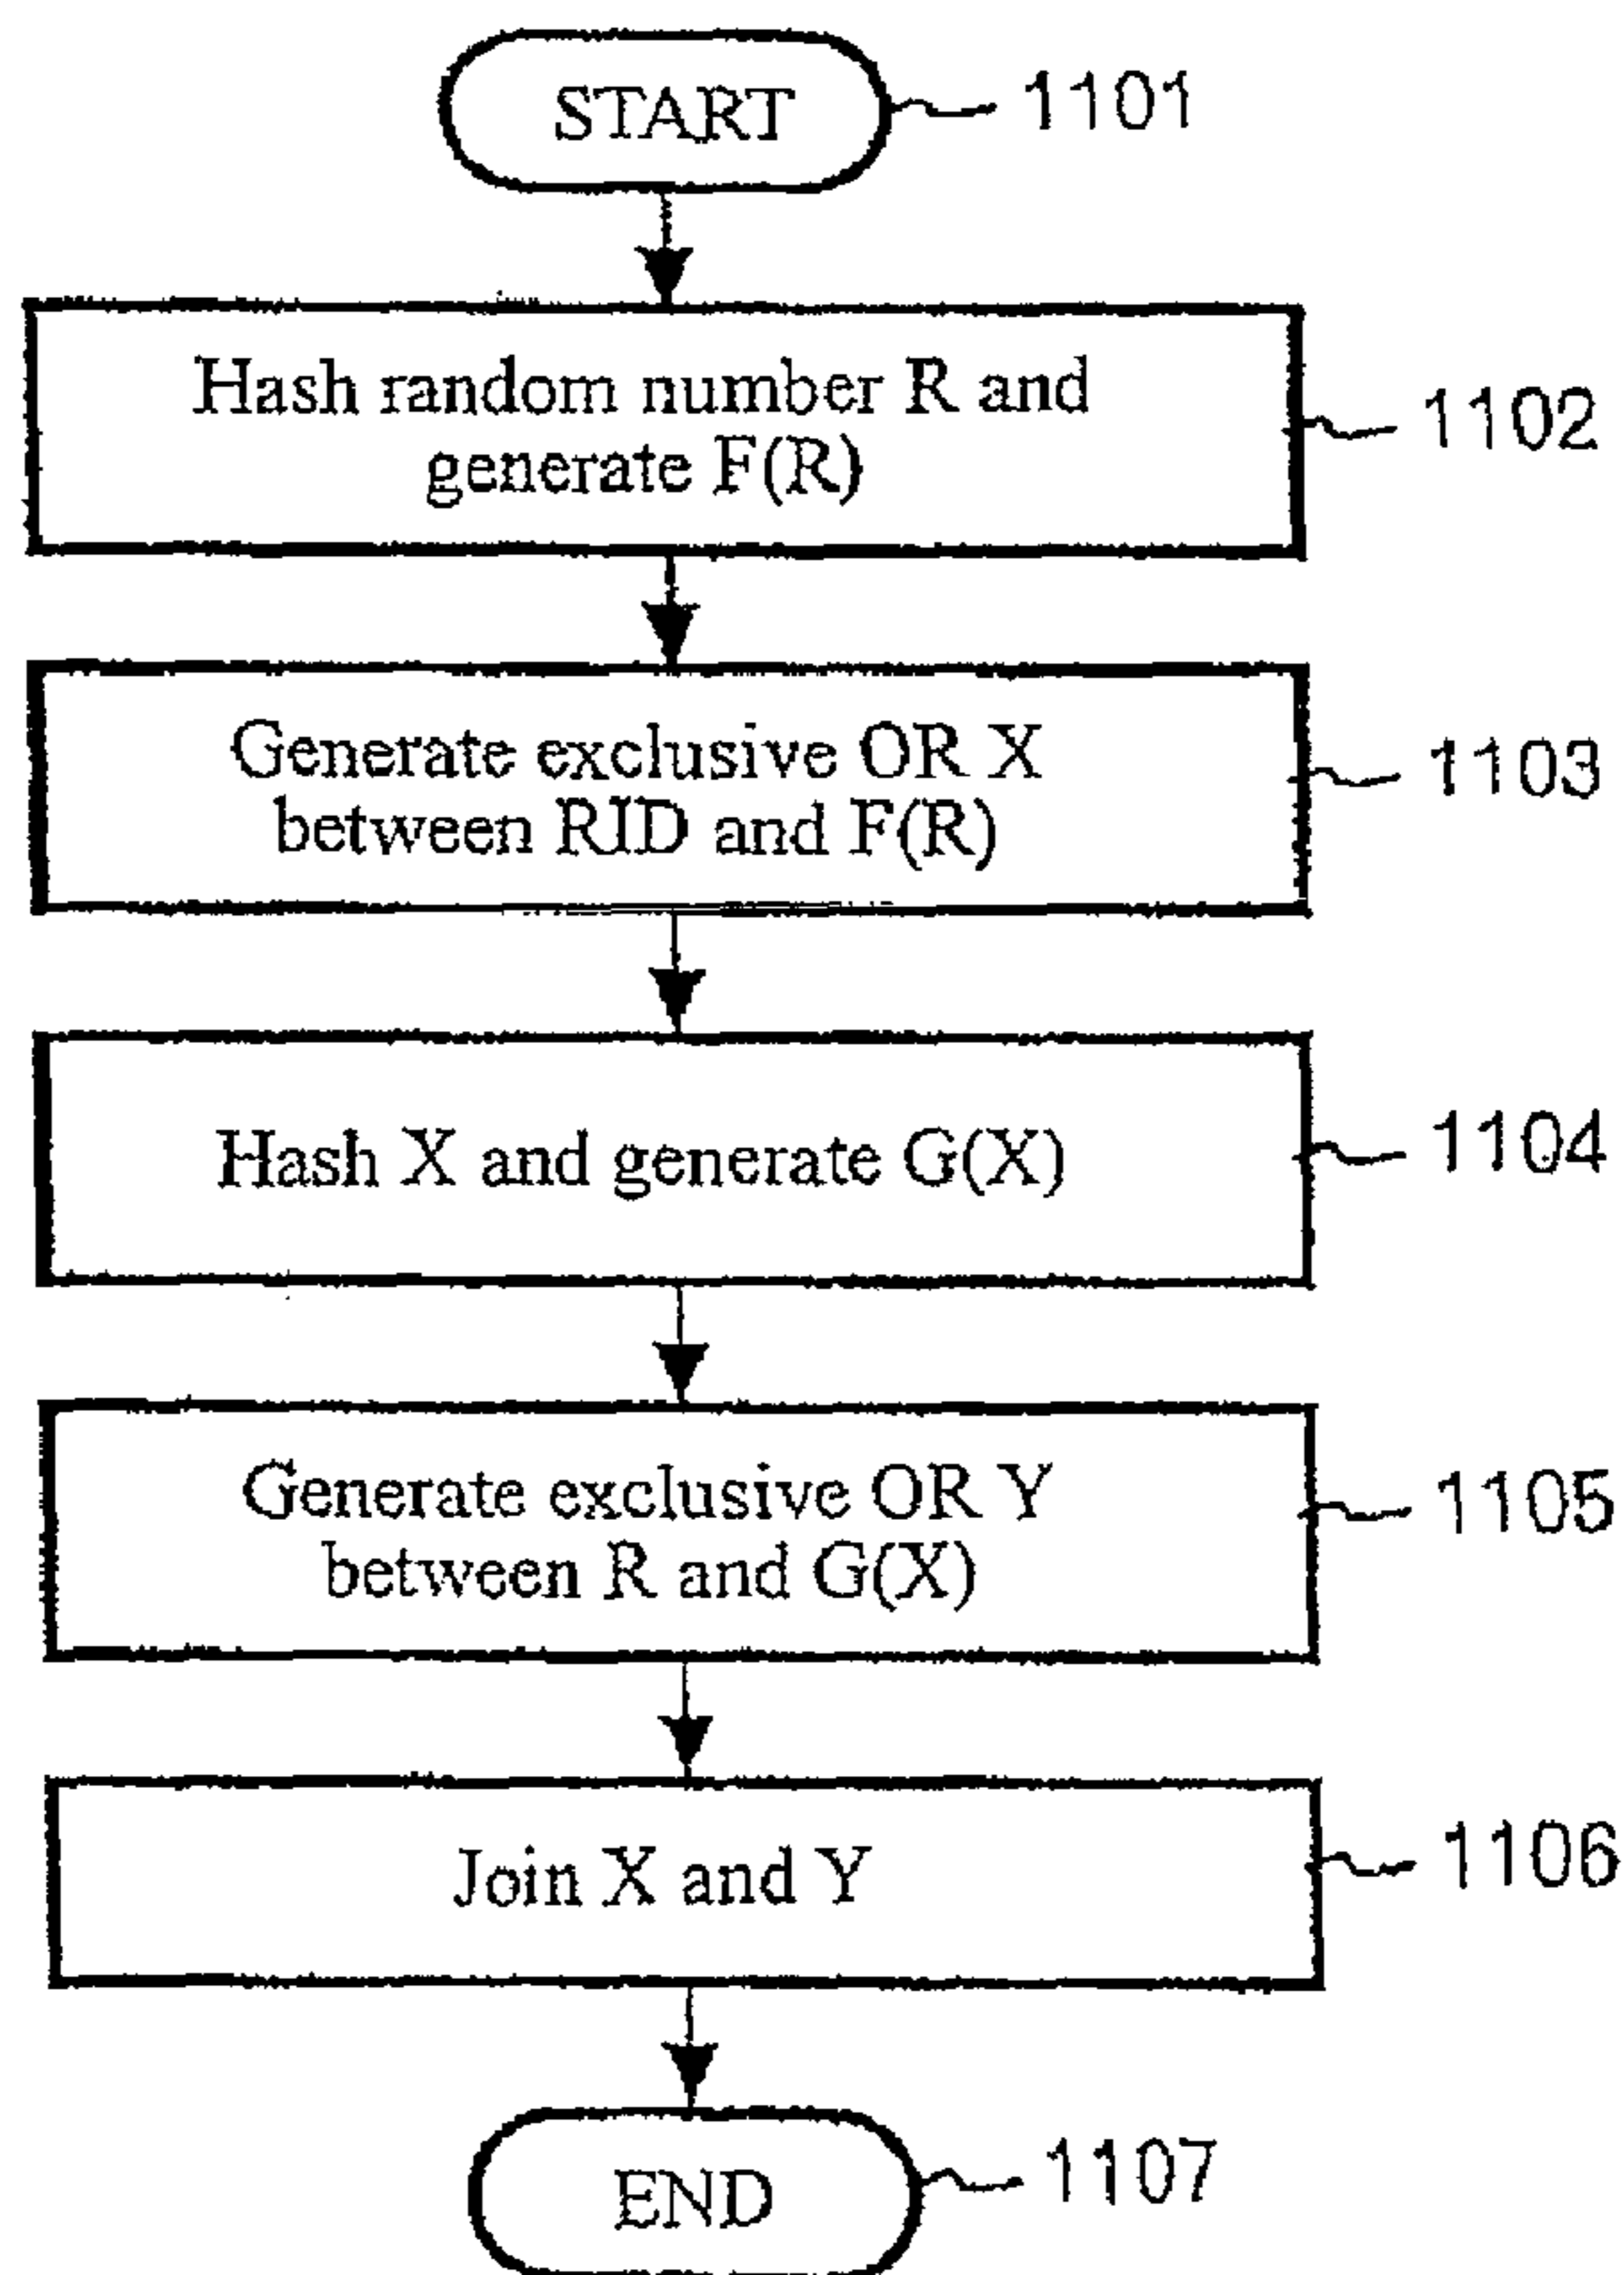 START
1101
Hash random number R and
generate F(R)
1102
Generate exclusive OR X
between RID and F(R)
1103
Hash X and generate G(X)
1104
Generate exclusive OR Y
between R and G(X)
1105
Join X and Y
1106
END
1107